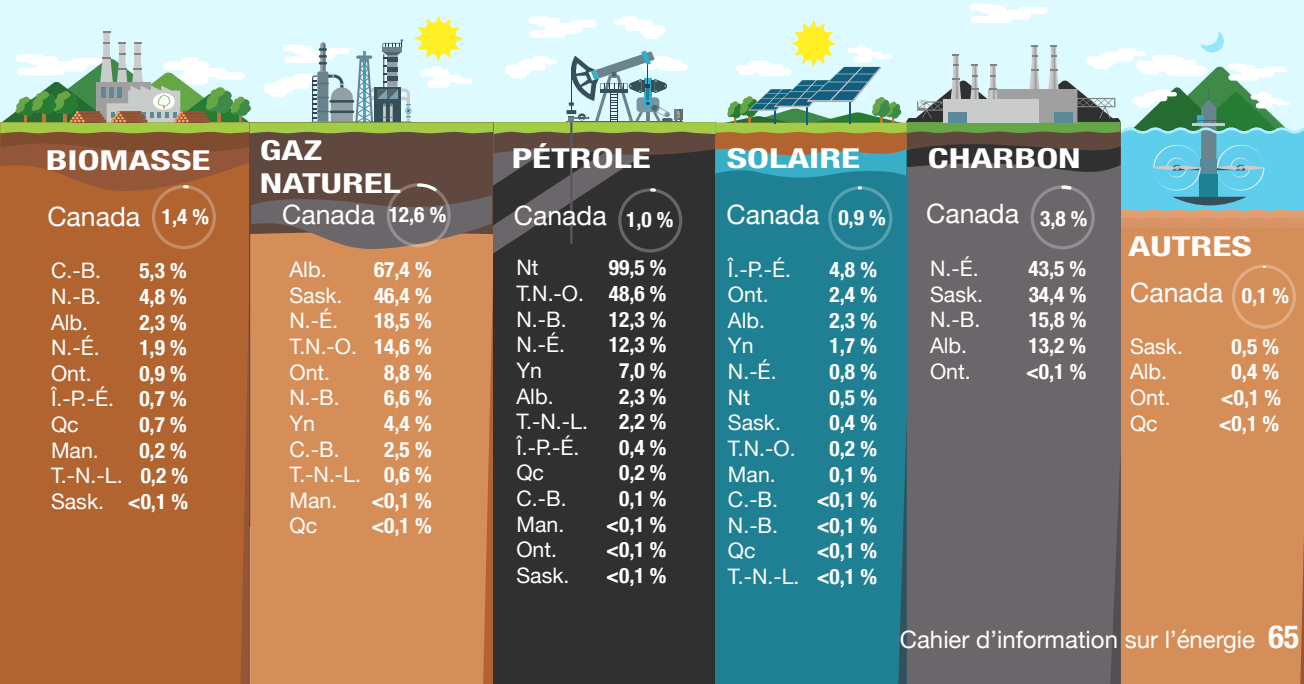 BIOMASSE
Canada 1,4 %
C.-B. 5,3 %
N.-B. 4,8 %
Alb. 2,3 %
N.-É. 1,9 %
Ont. 0,9 %
Î.-P.-É. 0,7 %
Qc 0,7 %
Man. 0,2 %
T.-N.-L. 0,2 %
Sask. <0,1 %
GAZ
NATUREL
Canada 12,6 %
Alb. 67,4 %
Sask. 46,4 %
N.-É. 18,5 %
T.N.-O. 14,6 %
Ont. 8,8 %
N.-B. 6,6 %
Yn 4,4 %
C.-B. 2,5 %
T.-N.-L. 0,6 %
Man. <0,1 %
Qc <0,1 %
PÉTROLE
Canada 1,0 %
Nt 99,5 %
T.N.-O. 48,6 %
N.-B. 12,3 %
N.-É. 12,3 %
Yn 7,0 %
Alb. 2,3 %
T.-N.-L. 2,2 %
Î.-P.-É. 0,4 %
Qc 0,2 %
C.-B. 0,1 %
Man. <0,1 %
Ont. <0,1 %
Sask. <0,1 %
SOLAIRE
Canada 0,9 %
Î.-P.-É. 4,8 %
Ont. 2,4 %
Alb. 2,3 %
Yn 1,7 %
N.-É. 0,8 %
Nt 0,5 %
Sask. 0,4 %
T.N.-O. 0,2 %
Man. 0,1 %
C.-B. <0,1 %
N.-B. <0,1 %
Qc <0,1 %
T.-N.-L. <0,1 %
CHARBON
Canada 3,8 %
N.-É. 43,5 %
Sask. 34,4 %
N.-B. 15,8 %
Alb. 13,2 %
Ont. <0,1 %
AUTRES
Canada 0,1 %
Sask. 0,5 %
Alb. 0,4 %
Ont. <0,1 %
Qc <0,1 %
Cahier d’information sur l’énergie 65